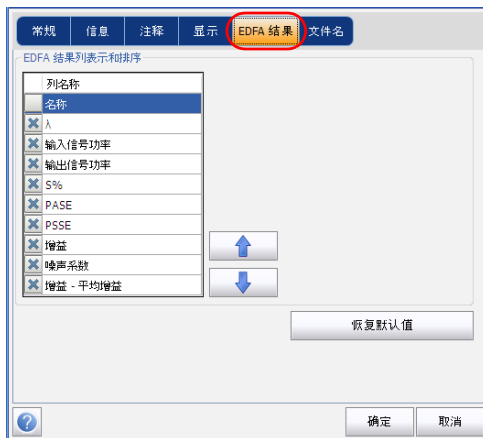 常规 信息 注释 显示 EDFA 结果 文件名
EDFA 结果列表示和排序
列名称
名称
λ
输入信号功率
输出信号功率
S%
PASE
PSSE
增益
噪声系数
增益 - 平均增益
恢复默认值
确定 取消